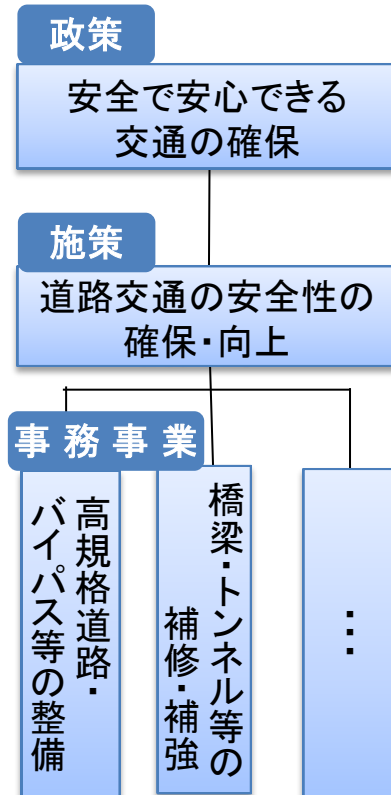 政策
安全で安心できる
交通の確保
施策
道路交通の安全性の
確保・向上
事務事業
高規格道路・
バイパス等の整備
橋梁・トンネル等の
補修・補強
…